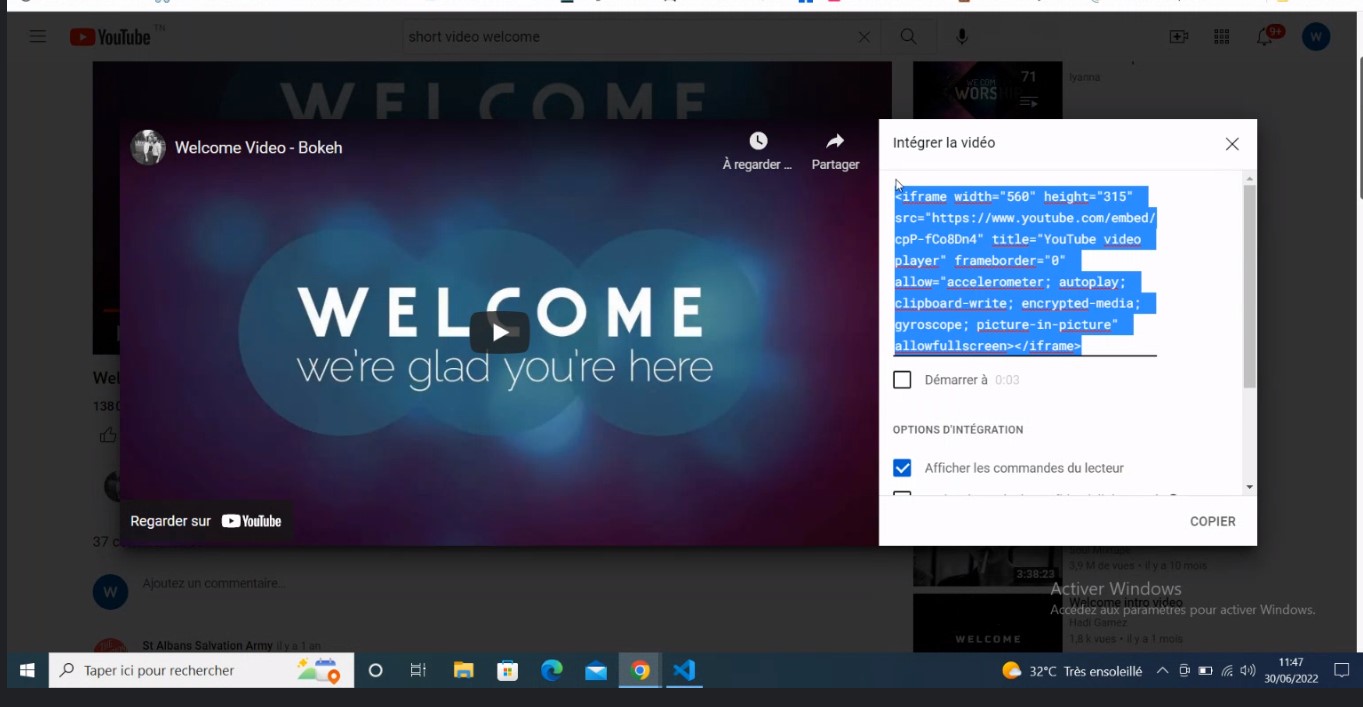 YouTube TN
short video welcome
9+
W
WELCOME
WE'COM
WORSHIP
71
Iyanna
Welcome Video - Bokeh
À regarder ...
Partager
WELCOME
we're glad you're here
Regarder sur YouTube
Intégrer la vidéo
<iframe width="560" height="315"
src="https://www.youtube.com/embed/
cpP-fCo8Dn4" title="YouTube video
player" frameborder="0"
allow="accelerometer; autoplay;
clipboard-write; encrypted-media;
gyroscope; picture-in-picture"
allowfullscreen></iframe>
Démarrer à 0:03
OPTIONS D'INTÉGRATION
Afficher les commandes du lecteur
COPIER
Wel
1380
37 c
W
Ajoutez un commentaire...
St Albans Salvation Army il y a 1 an
3,9 M de vues • il y a 10 mois
3:38:23
Welcome intro video
Hadi Gamez
1,8 k vues • il y a 1 mois
WELCOME
Activer Windows
Accédez aux paramètres pour activer Windows.
Taper ici pour rechercher
32°C Très ensoleillé
11:47
30/06/2022